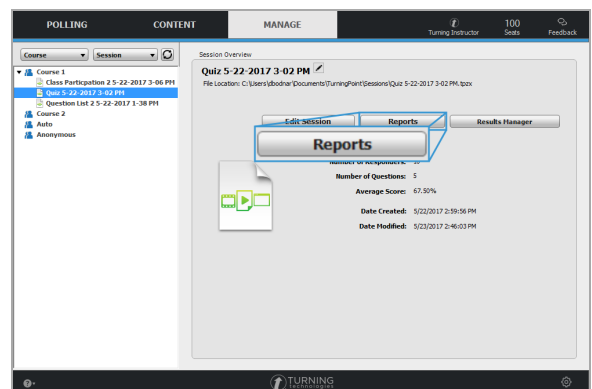 POLLING CONTENT MANAGE 100
Turning Instructor Seats Feedback
Course Session
Course 1
Class Particpation 2 5-22-2017 3-06 PM
Quiz 5-22-2017 3-02 PM
Question List 2 5-22-2017 1-38 PM
Course 2
Auto
Anonymous
Session Overview
Quiz 5-22-2017 3-02 PM
File Location: C:\Users\dbodnar\Documents\TurningPoint\Sessions\Quiz 5-22-2017 3-02 PM.tpzx
Edit Session Reports Results Manager
Reports
Number of Responders:
Number of Questions: 5
Average Score: 67.50%
Date Created: 5/22/2017 2:59:56 PM
Date Modified: 5/23/2017 2:46:03 PM
TURNING
Technologies